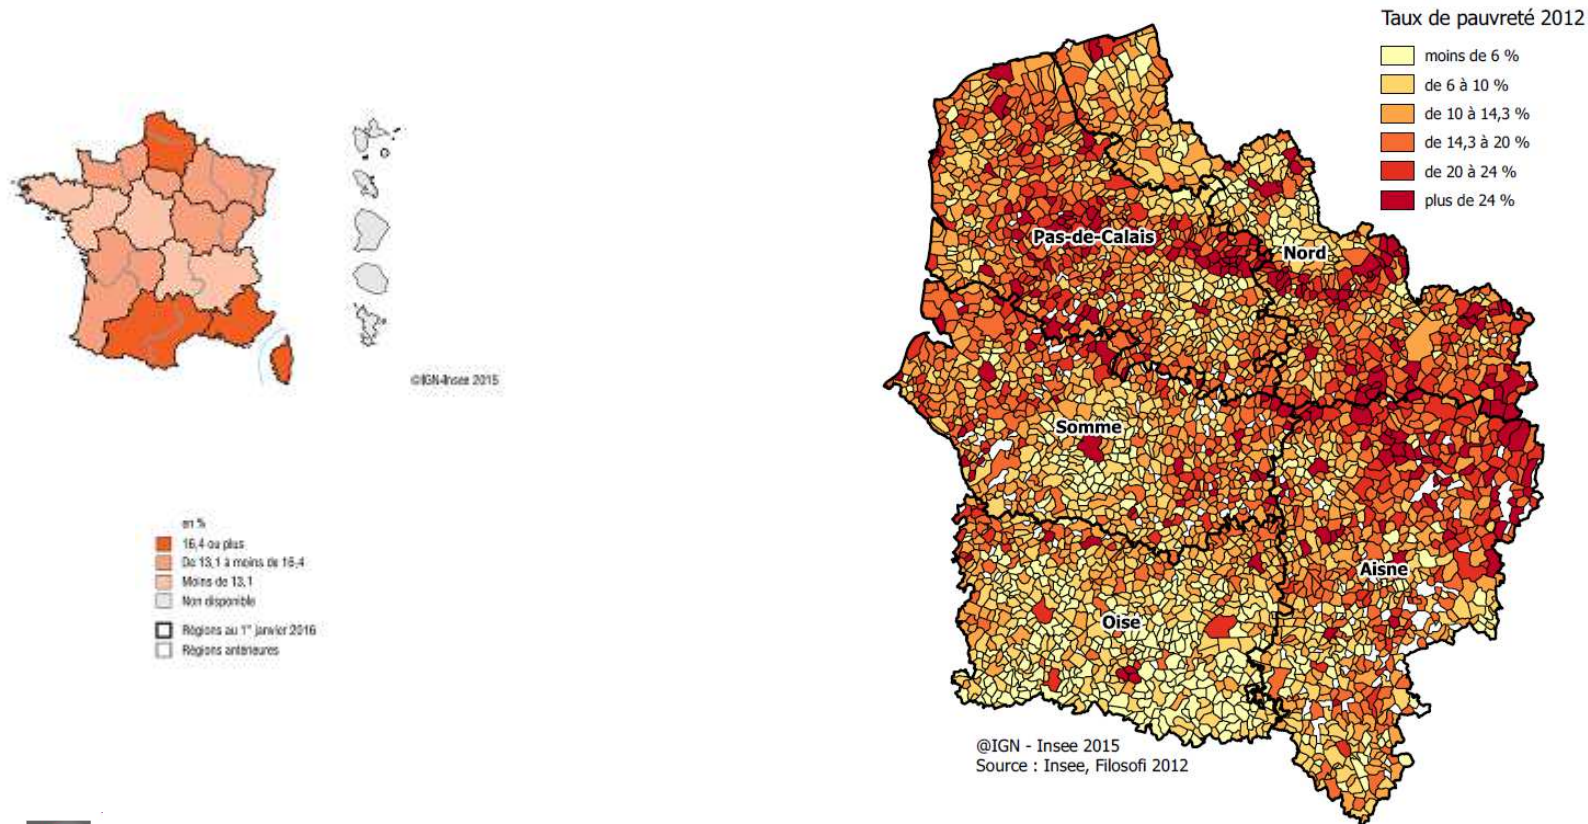 Taux de pauvreté 2012
moins de 6 %
de 6 à 10 %
de 10 à 14,3 %
de 14,3 à 20 %
de 20 à 24 %
plus de 24 %
Pas-de-Calais
Nord
Somme
Aisne
Oise
@IGN - Insee 2015
Source : Insee, Filosofi 2012
©IGN-Insee 2015
en %
16,4 ou plus
De 13,1 à moins de 16,4
Moins de 13,1
Non disponible
Régions au 1er janvier 2016
Régions antérieures